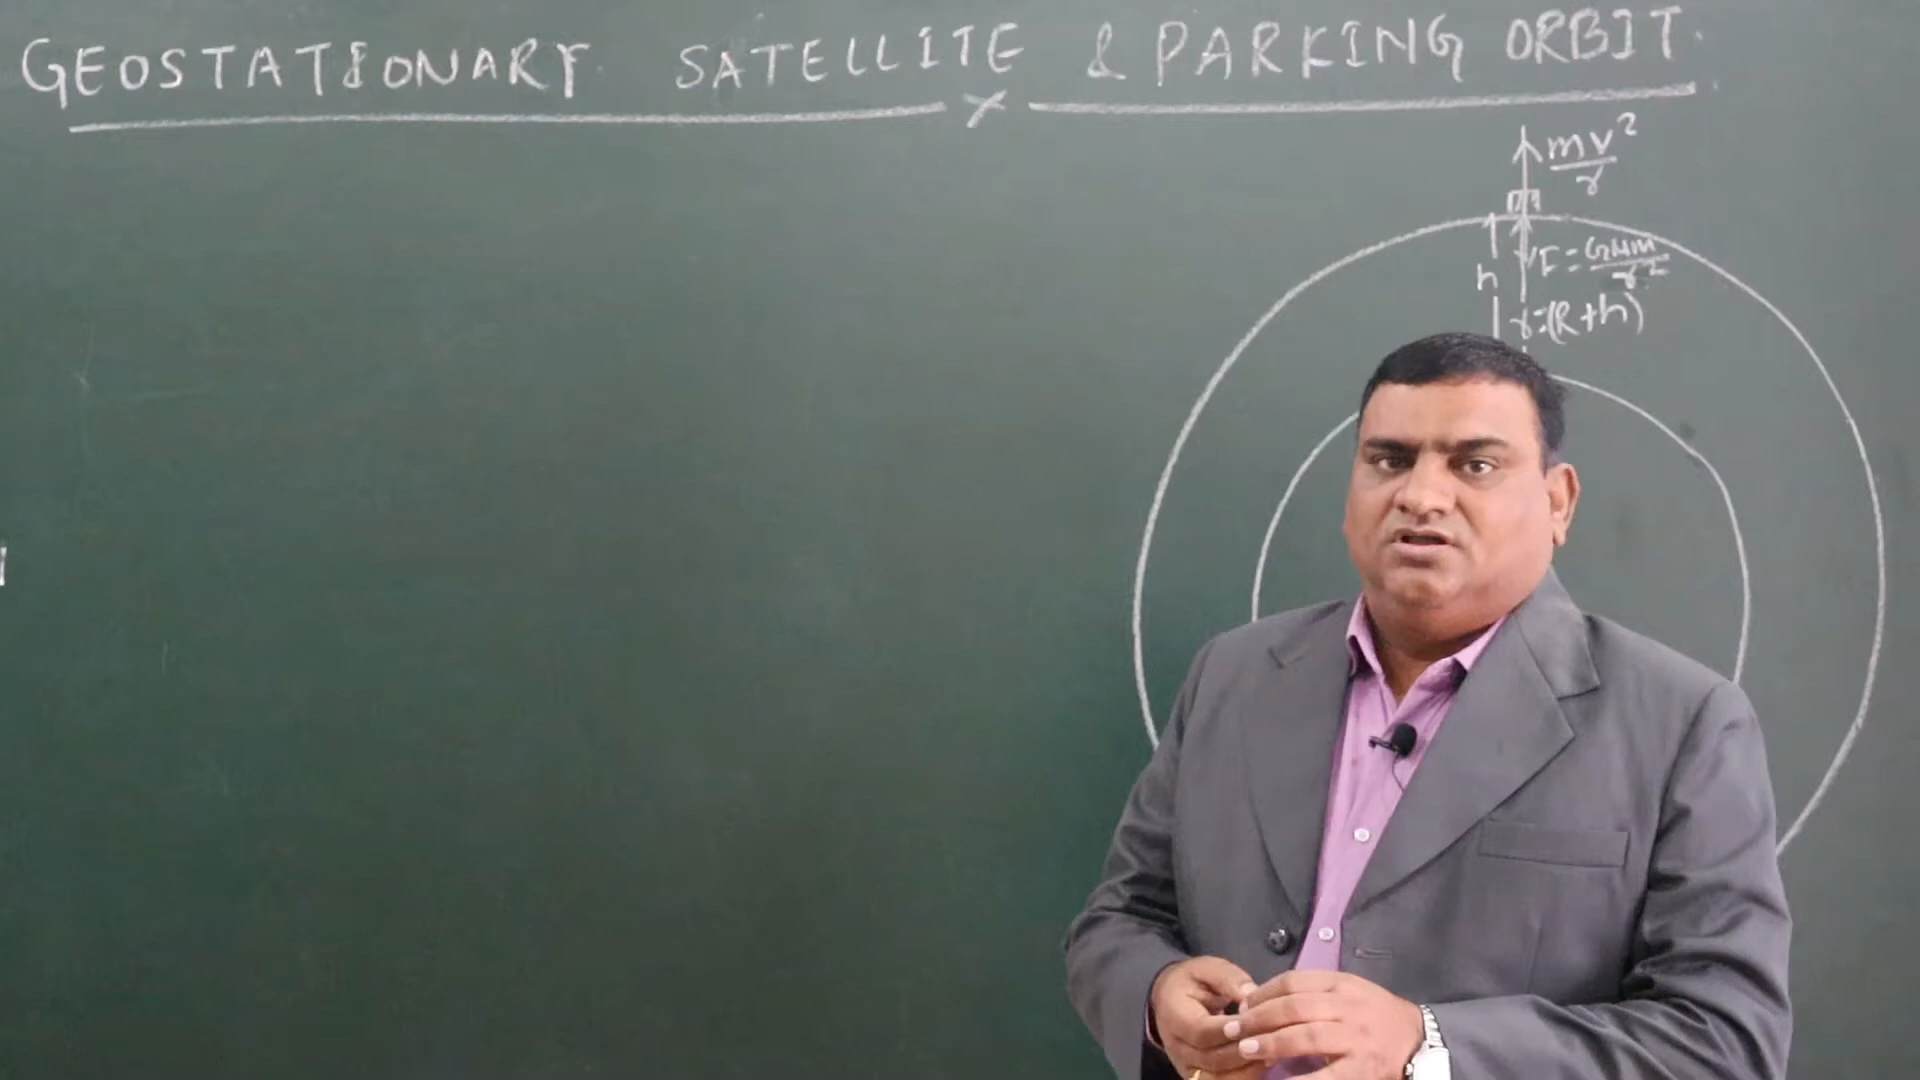 GEOSTATIONARY SATELLITE & PARKING ORBIT.
mv²/r
h
F = GMm/r²
r = (R+h)